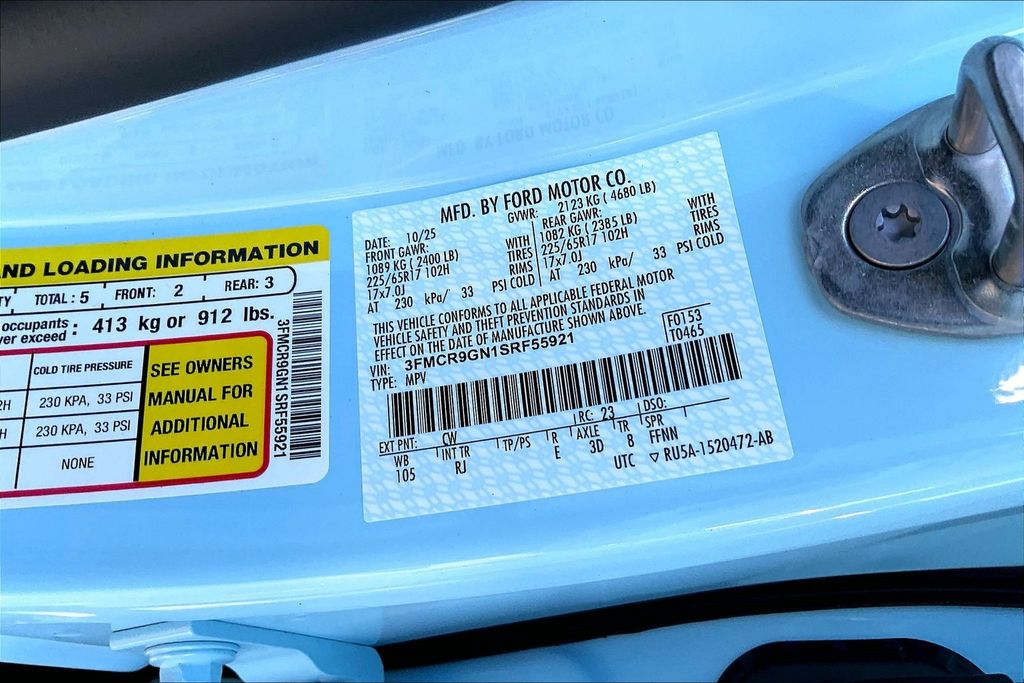 AND LOADING INFORMATION
TOTAL : 5 FRONT: 2 REAR: 3
occupants : 413 kg or 912 lbs.
exceed
COLD TIRE PRESSURE
230 KPA, 33 PSI
230 KPA, 33 PSI
NONE
SEE OWNERS
MANUAL FOR
ADDITIONAL
INFORMATION
3FMCR9GN1SRF55921
MFD. BY FORD MOTOR CO.
DATE: 10/25 GVWR: 2123 KG ( 4680 LB)
FRONT GAWR: REAR GAWR:
1089 KG ( 2400 LB) WITH 1082 KG ( 2385 LB) WITH
225/65R17 102H TIRES 225/65R17 102H TIRES
17x7.0J RIMS 17x7.0J RIMS
AT 230 kPa/ 33 PSI COLD AT 230 kPa/ 33 PSI COLD
THIS VEHICLE CONFORMS TO ALL APPLICABLE FEDERAL MOTOR
VEHICLE SAFETY AND THEFT PREVENTION STANDARDS IN
EFFECT ON THE DATE OF MANUFACTURE SHOWN ABOVE.
VIN: 3FMCR9GN1SRF55921 F0153
TYPE: MPV T0465
EXT PNT: CW RC: 23 DSO:
WB INT TR TP/PS R AXLE TR SPR
105 RJ E 3D 8 FFNN
UTC ▽ RU5A-1520472-AB